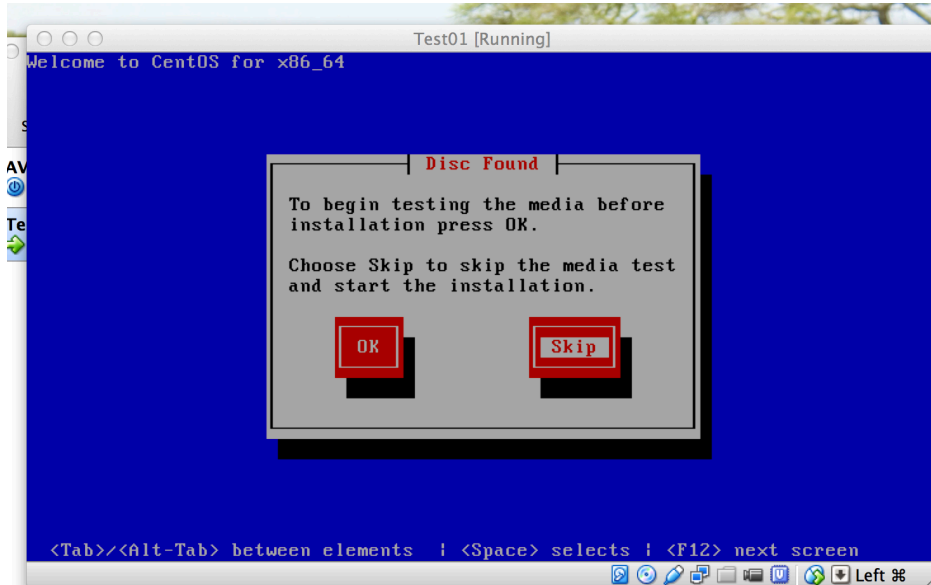 Test01 [Running]
Welcome to CentOS for x86_64
AV
Te
Disc Found
To begin testing the media before
installation press OK.
Choose Skip to skip the media test
and start the installation.
OK
Skip
<Tab>/<Alt-Tab> between elements | <Space> selects | <F12> next screen
Left ⌘